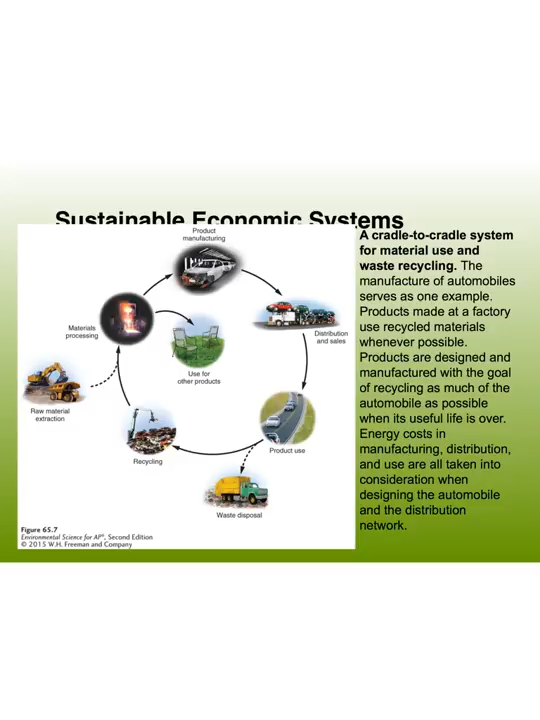 Sustainable Economic Systems
Product
manufacturing
Materials
processing
Distribution
and sales
Use for
other products
Raw material
extraction
Product use
Recycling
Waste disposal
Figure 65.7
Environmental Science for AP®, Second Edition
© 2015 W.H. Freeman and Company
A cradle-to-cradle system
for material use and
waste recycling. The
manufacture of automobiles
serves as one example.
Products made at a factory
use recycled materials
whenever possible.
Products are designed and
manufactured with the goal
of recycling as much of the
automobile as possible
when its useful life is over.
Energy costs in
manufacturing, distribution,
and use are all taken into
consideration when
designing the automobile
and the distribution
network.